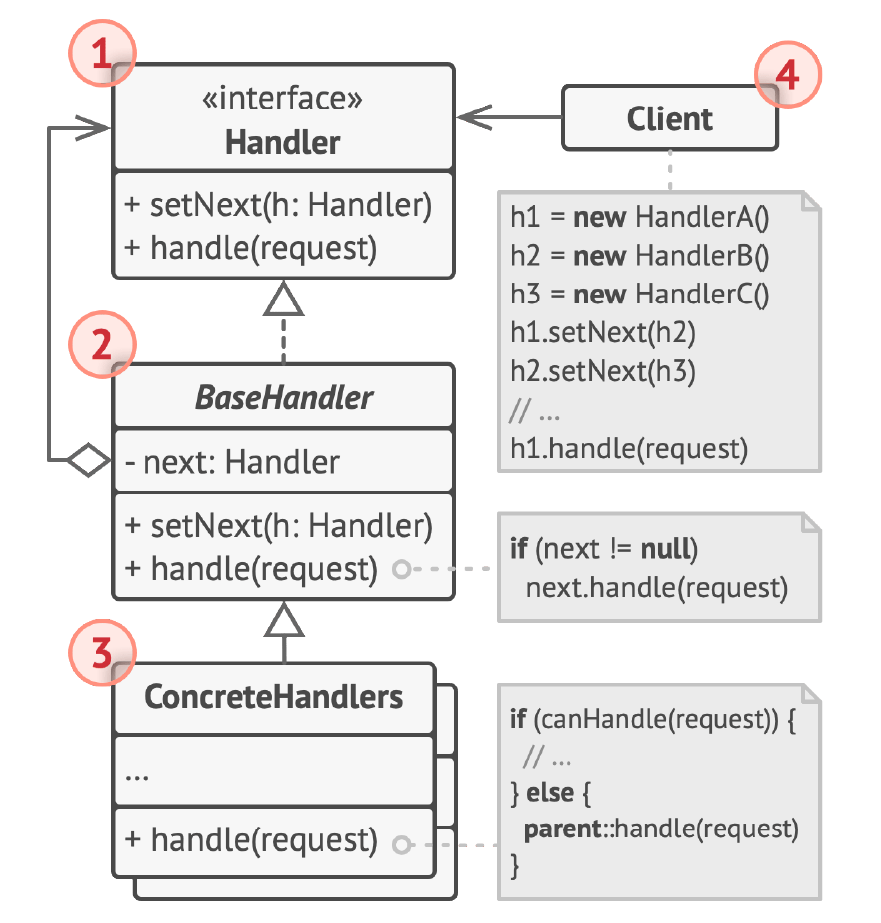 1
«interface»
Handler
+ setNext(h: Handler)
+ handle(request)
2
BaseHandler
- next: Handler
+ setNext(h: Handler)
+ handle(request)
3
ConcreteHandlers
...
+ handle(request)
4
Client
h1 = new HandlerA()
h2 = new HandlerB()
h3 = new HandlerC()
h1.setNext(h2)
h2.setNext(h3)
// ...
h1.handle(request)
if (next != null)
next.handle(request)
if (canHandle(request)) {
// ...
} else {
parent::handle(request)
}